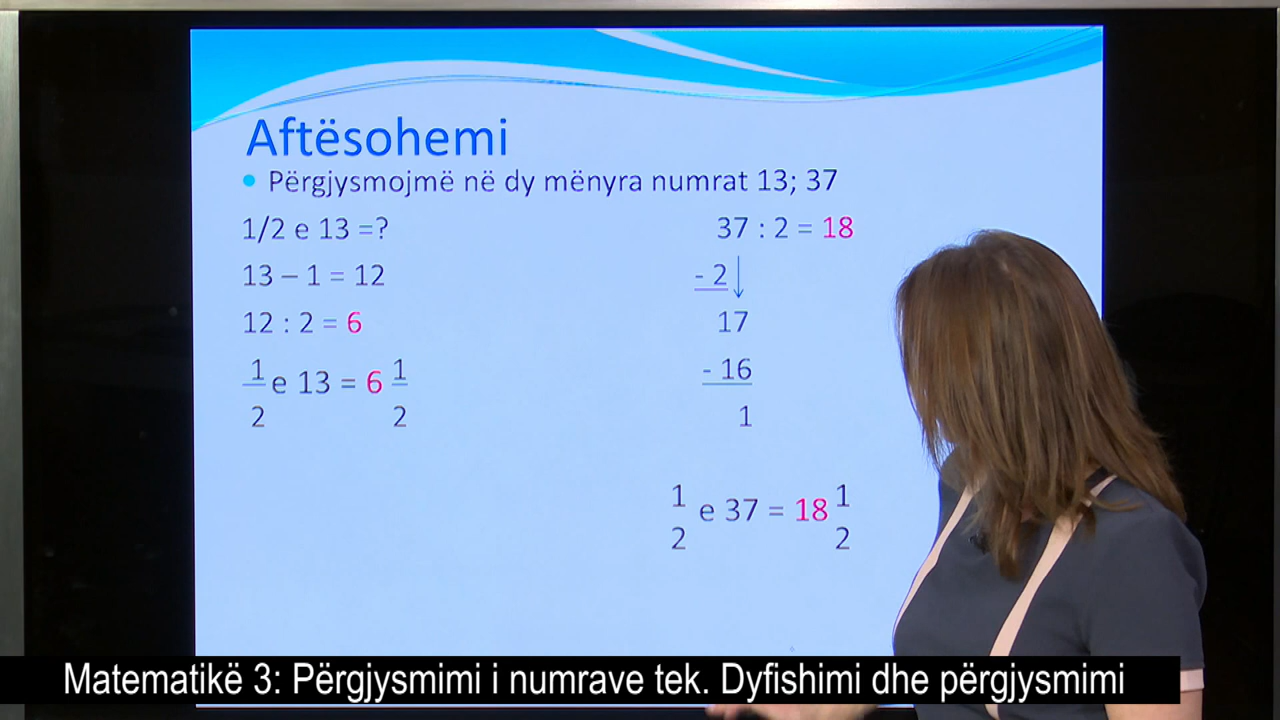 Aftësohemi
• Përgjysmojmë në dy mënyra numrat 13; 37
1/2 e 13 =?
13 – 1 = 12
12 : 2 = 6
1/2 e 13 = 6 1/2
37 : 2 = 18
- 2
17
- 16
1
1/2 e 37 = 18 1/2
Matematikë 3: Përgjysmimi i numrave tek. Dyfishimi dhe përgjysmimi